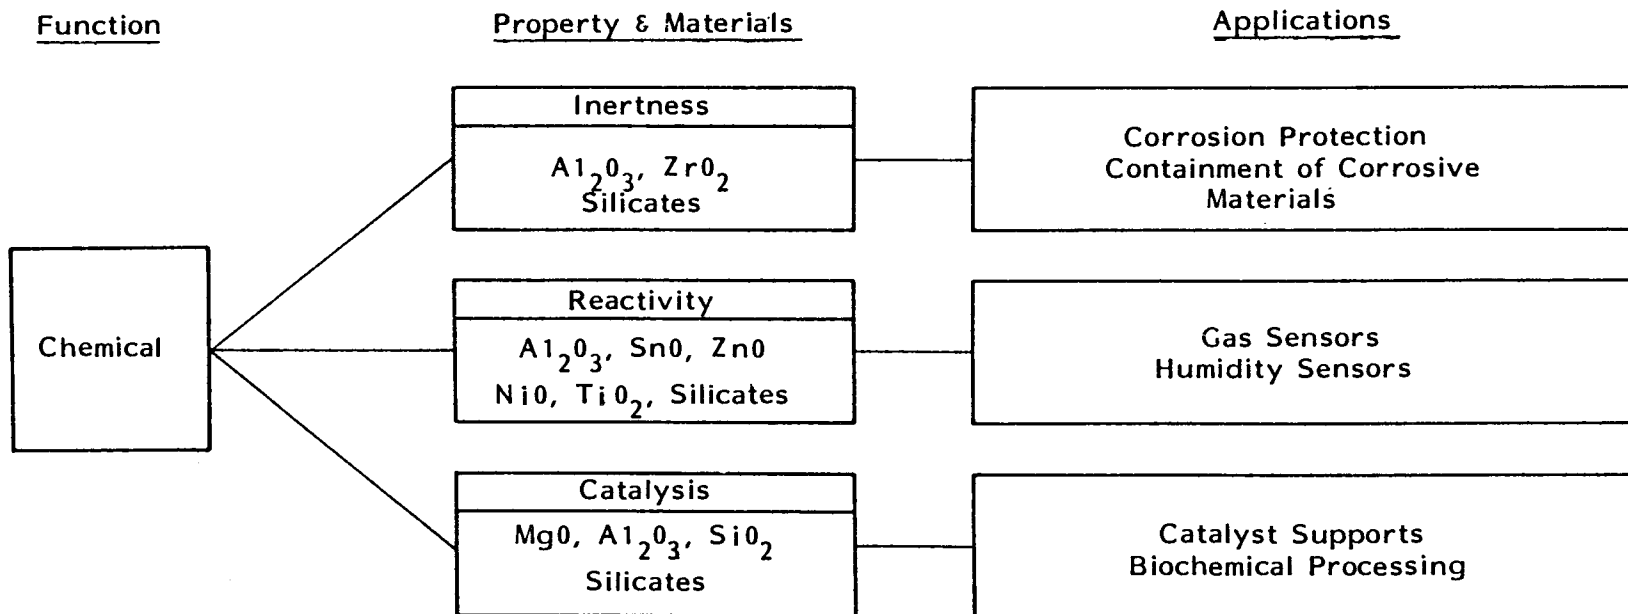 Function
Property & Materials
Applications
Inertness
Al₂O₃, ZrO₂
Silicates
Corrosion Protection
Containment of Corrosive
Materials
Chemical
Reactivity
Al₂O₃, SnO, ZnO
NiO, TiO₂, Silicates
Gas Sensors
Humidity Sensors
Catalysis
MgO, Al₂O₃, SiO₂
Silicates
Catalyst Supports
Biochemical Processing